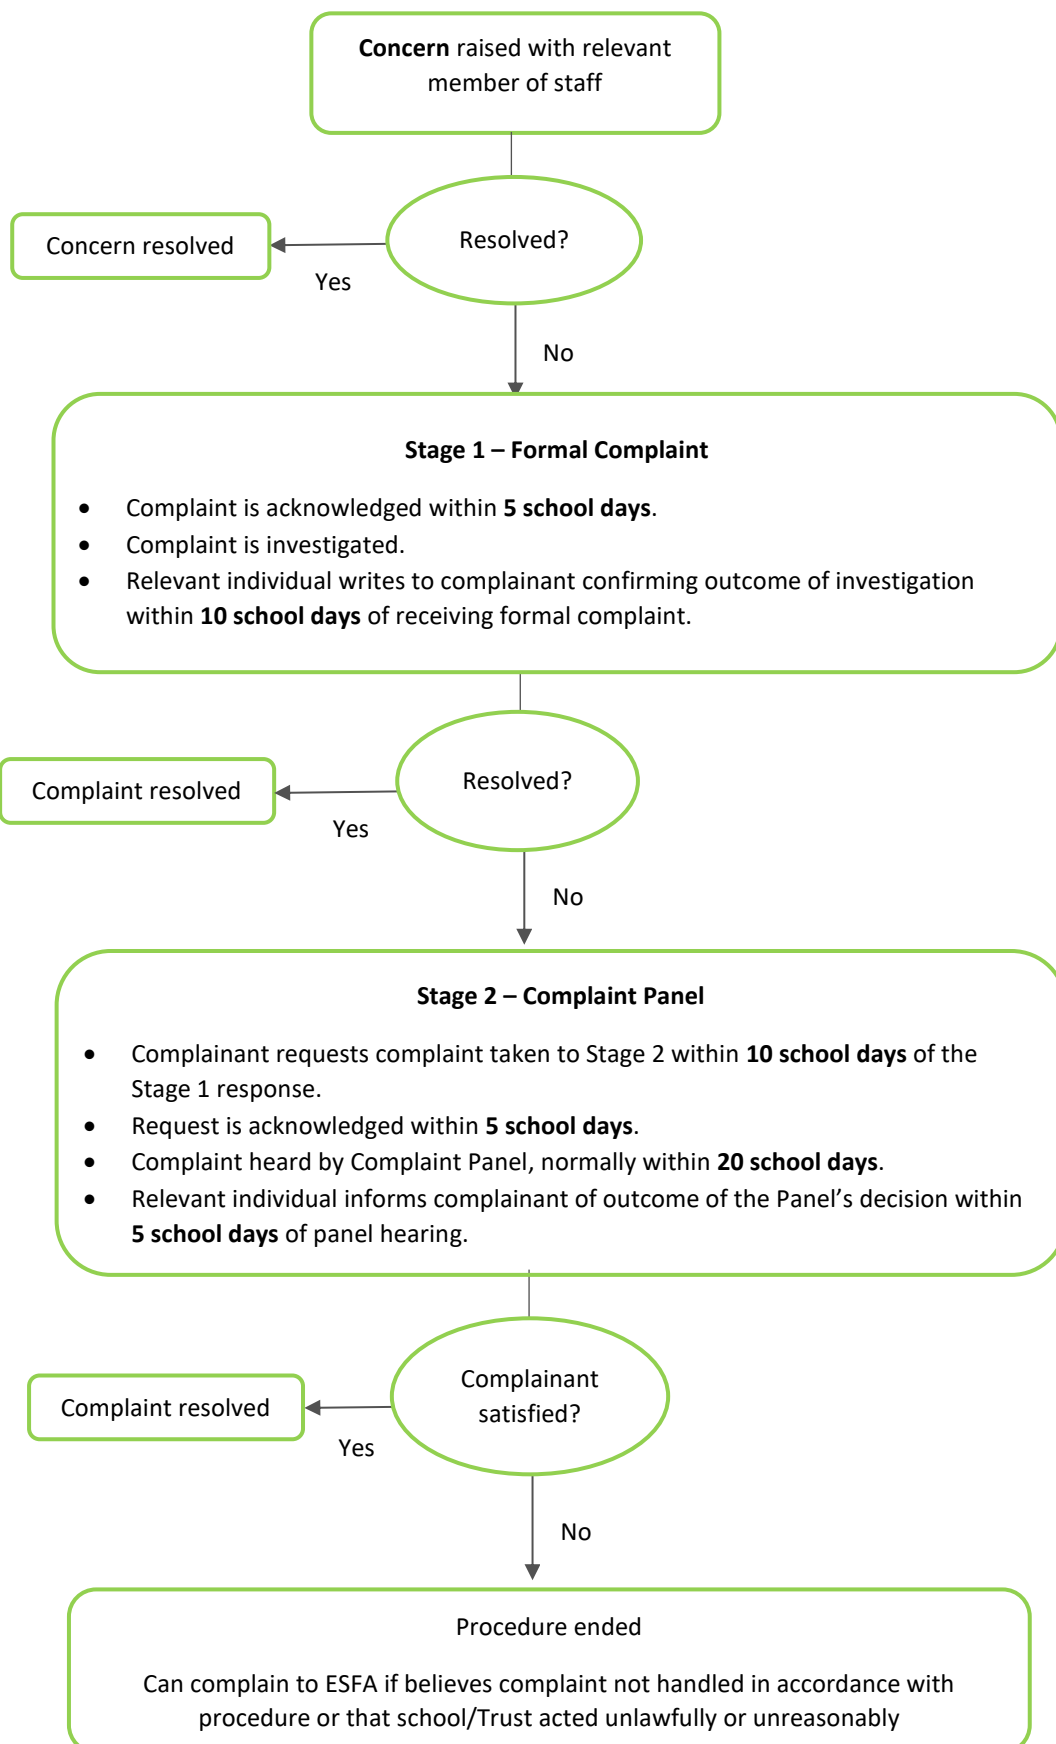 Concern raised with relevant
member of staff
Resolved?
Concern resolved
Yes
No
Stage 1 – Formal Complaint
• Complaint is acknowledged within 5 school days.
• Complaint is investigated.
• Relevant individual writes to complainant confirming outcome of investigation
within 10 school days of receiving formal complaint.
Resolved?
Complaint resolved
Yes
No
Stage 2 – Complaint Panel
• Complainant requests complaint taken to Stage 2 within 10 school days of the
Stage 1 response.
• Request is acknowledged within 5 school days.
• Complaint heard by Complaint Panel, normally within 20 school days.
• Relevant individual informs complainant of outcome of the Panel’s decision within
5 school days of panel hearing.
Complainant
satisfied?
Complaint resolved
Yes
No
Procedure ended
Can complain to ESFA if believes complaint not handled in accordance with
procedure or that school/Trust acted unlawfully or unreasonably